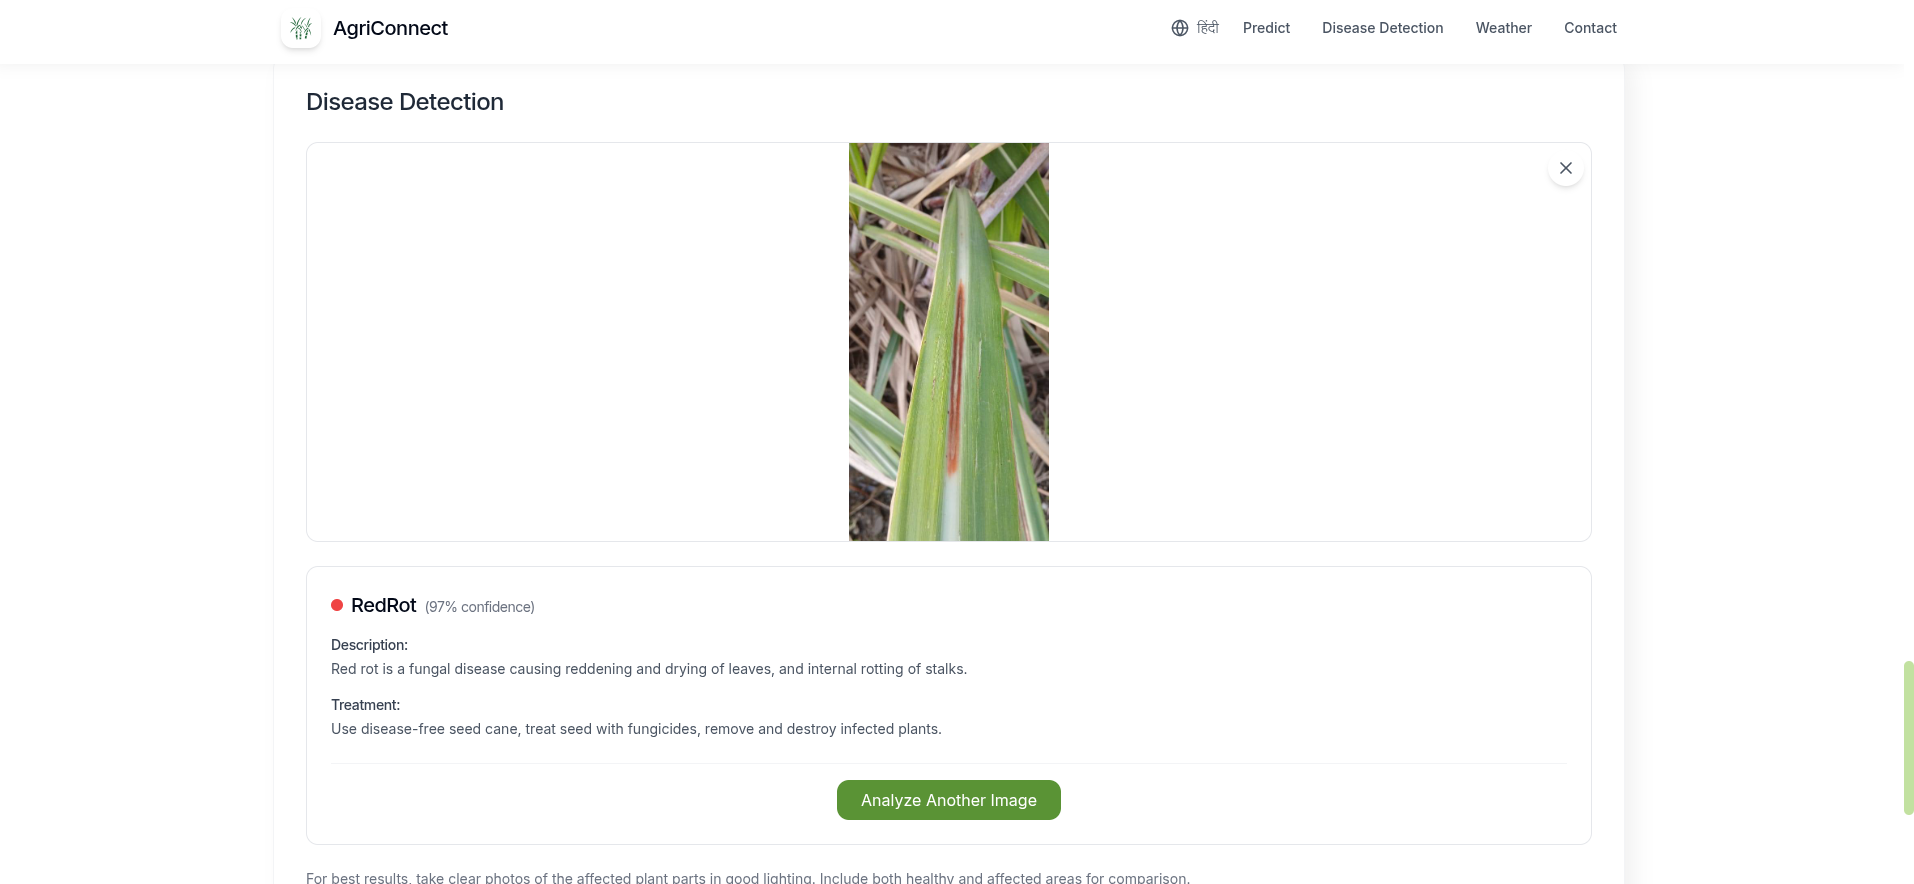 AgriConnect
हिंदी Predict Disease Detection Weather Contact
Disease Detection
RedRot (97% confidence)
Description:
Red rot is a fungal disease causing reddening and drying of leaves, and internal rotting of stalks.
Treatment:
Use disease-free seed cane, treat seed with fungicides, remove and destroy infected plants.
Analyze Another Image
For best results, take clear photos of the affected plant parts in good lighting. Include both healthy and affected areas for comparison.